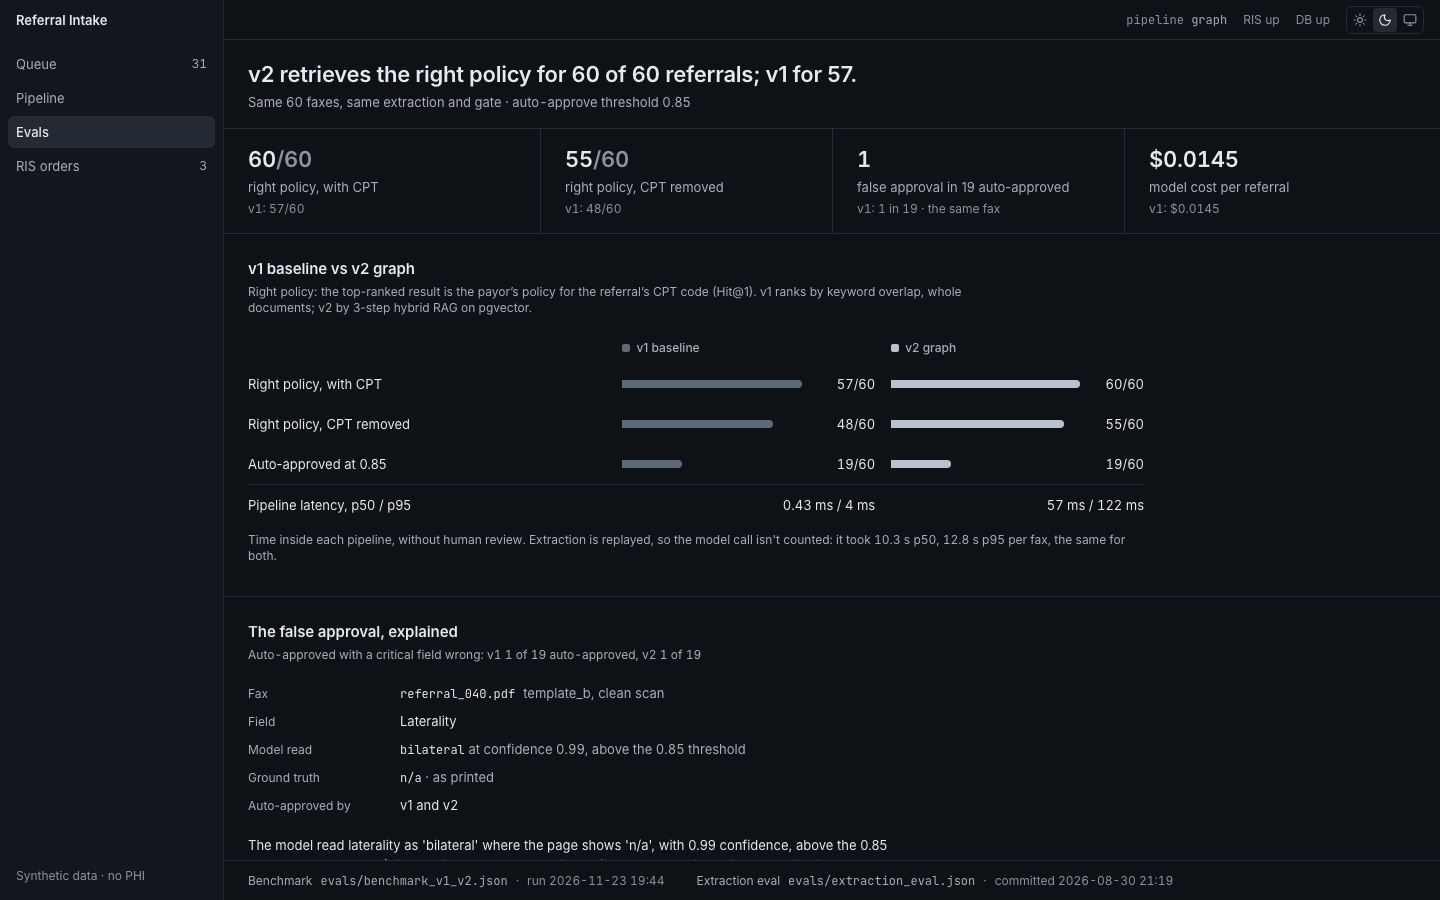 Referral Intake
pipeline graph RIS up DB up
Queue 31
Pipeline
Evals
RIS orders 3
v2 retrieves the right policy for 60 of 60 referrals; v1 for 57.
Same 60 faxes, same extraction and gate · auto-approve threshold 0.85
60/60
right policy, with CPT
v1: 57/60
55/60
right policy, CPT removed
v1: 48/60
1
false approval in 19 auto-approved
v1: 1 in 19 · the same fax
$0.0145
model cost per referral
v1: $0.0145
v1 baseline vs v2 graph
Right policy: the top-ranked result is the payor's policy for the referral's CPT code (Hit@1). v1 ranks by keyword overlap, whole
documents; v2 by 3-step hybrid RAG on pgvector.
v1 baseline v2 graph
Right policy, with CPT 57/60 60/60
Right policy, CPT removed 48/60 55/60
Auto-approved at 0.85 19/60 19/60
Pipeline latency, p50 / p95 0.43 ms / 4 ms 57 ms / 122 ms
Time inside each pipeline, without human review. Extraction is replayed, so the model call isn't counted: it took 10.3 s p50, 12.8 s p95 per fax, the same for
both.
The false approval, explained
Auto-approved with a critical field wrong: v1 1 of 19 auto-approved, v2 1 of 19
Fax referral_040.pdf template_b, clean scan
Field Laterality
Model read bilateral at confidence 0.99, above the 0.85 threshold
Ground truth n/a · as printed
Auto-approved by v1 and v2
The model read laterality as 'bilateral' where the page shows 'n/a', with 0.99 confidence, above the 0.85
Synthetic data · no PHI
Benchmark evals/benchmark_v1_v2.json · run 2026-11-23 19:44 Extraction eval evals/extraction_eval.json · committed 2026-08-30 21:19